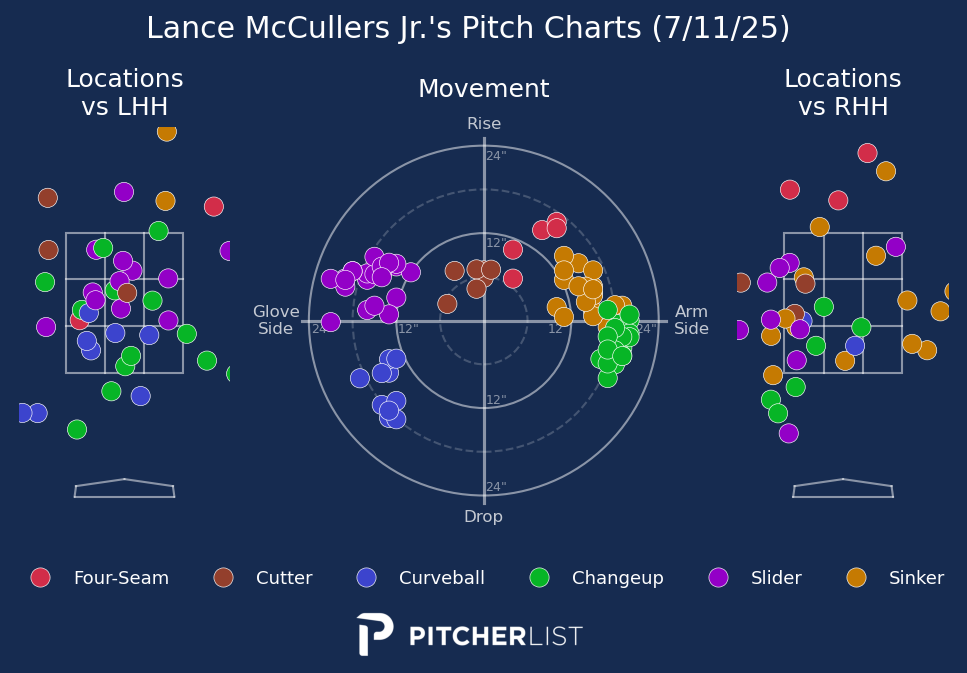 Lance McCullers Jr.'s Pitch Charts (7/11/25)
Locations
vs LHH
Movement
Locations
vs RHH
Rise
24"
12"
Glove
Side
24"
12"
12"
24"
Arm
Side
12"
24"
Drop
Four-Seam
Cutter
Curveball
Changeup
Slider
Sinker
PITCHERLIST